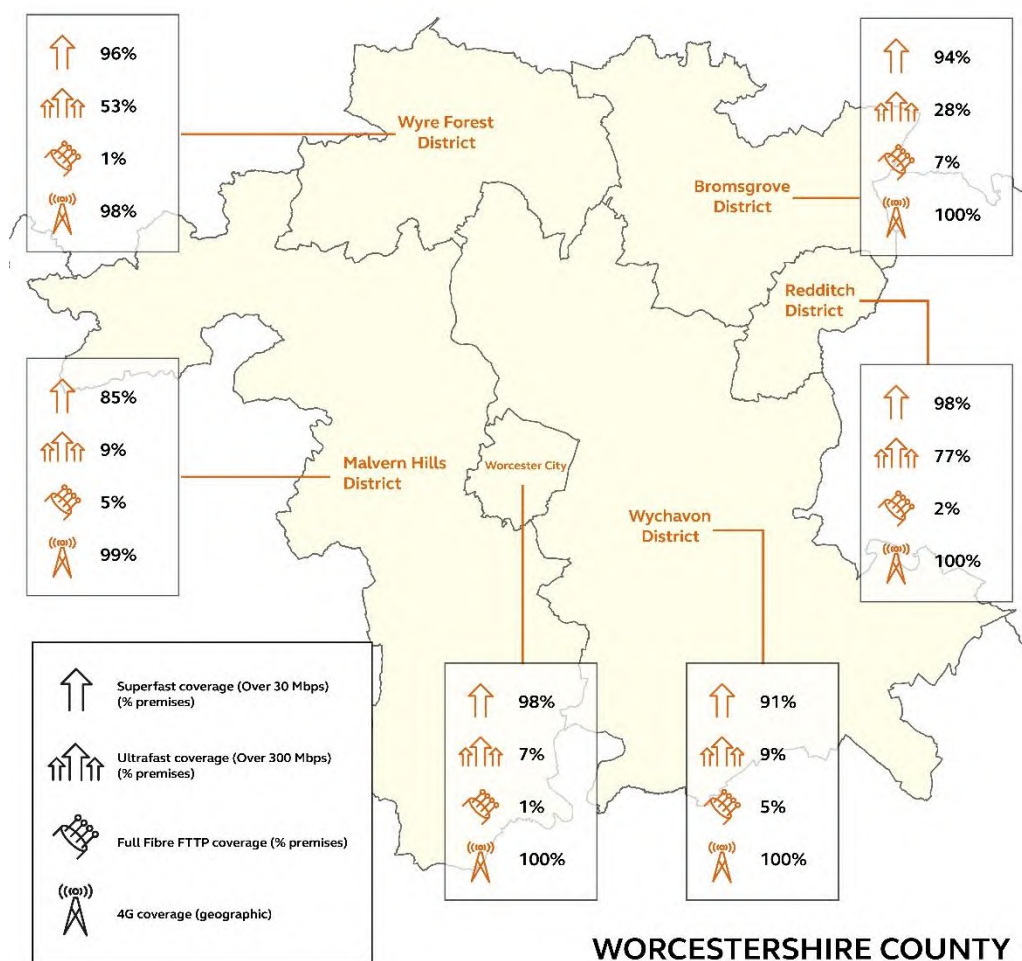 96%
53%
1%
98%
Wyre Forest
District
94%
28%
7%
100%
Bromsgrove
District
Redditch
District
98%
77%
2%
100%
85%
9%
5%
99%
Malvern Hills
District
Worcester City
Wychavon
District
98%
7%
1%
100%
91%
9%
5%
100%
Superfast coverage (Over 30 Mbps)
(% premises)
Ultrafast coverage (Over 300 Mbps)
(% premises)
Full Fibre FTTP coverage (% premises)
4G coverage (geographic)
WORCESTERSHIRE COUNTY